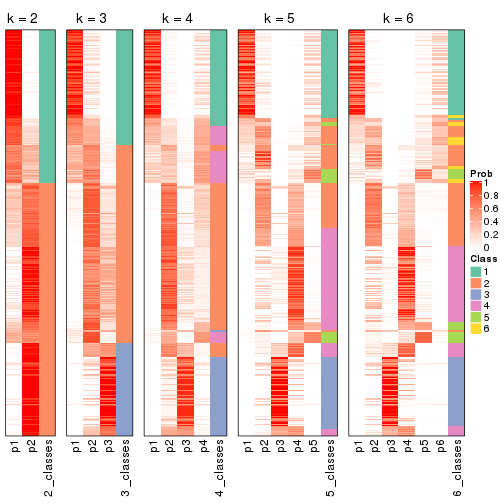 k = 2
k = 3
k = 4
k = 5
k = 6
Prob
1
0.8
0.6
0.4
0.2
0
Class
1
2
3
4
5
6
p1
p2
2_classes
p1
p2
p3
3_classes
p1
p2
p3
p4
4_classes
p1
p2
p3
p4
p5
5_classes
p1
p2
p3
p4
p5
p6
6_classes